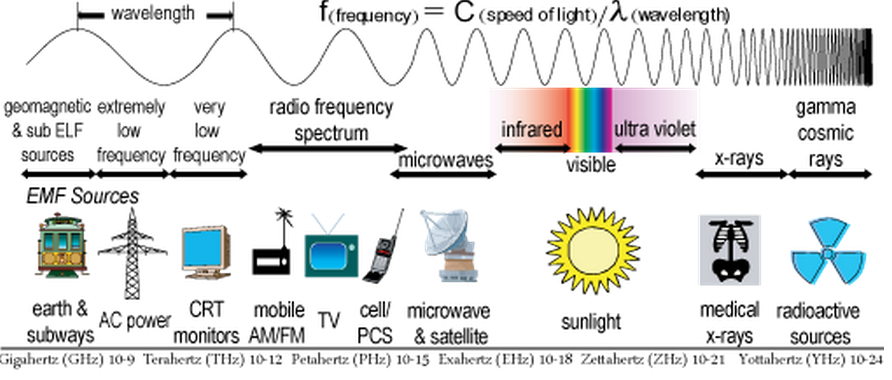 wavelength
f(frequency) = C (speed of light)/λ (wavelength)
geomagnetic
& sub ELF
sources
extremely
low
frequency
very
low
frequency
radio frequency
spectrum
microwaves
infrared
visible
ultra violet
x-rays
gamma
cosmic
rays
EMF Sources
earth &
subways
AC power
CRT
monitors
mobile
AM/FM
TV
cell/
PCS
microwave
& satellite
sunlight
medical
x-rays
radioactive
sources
Gigahertz (GHz) 10-9 Terahertz (THz) 10-12 Petahertz (PHz) 10-15 Exahertz (EHz) 10-18 Zettahertz (ZHz) 10-21 Yottahertz (YHz) 10-24